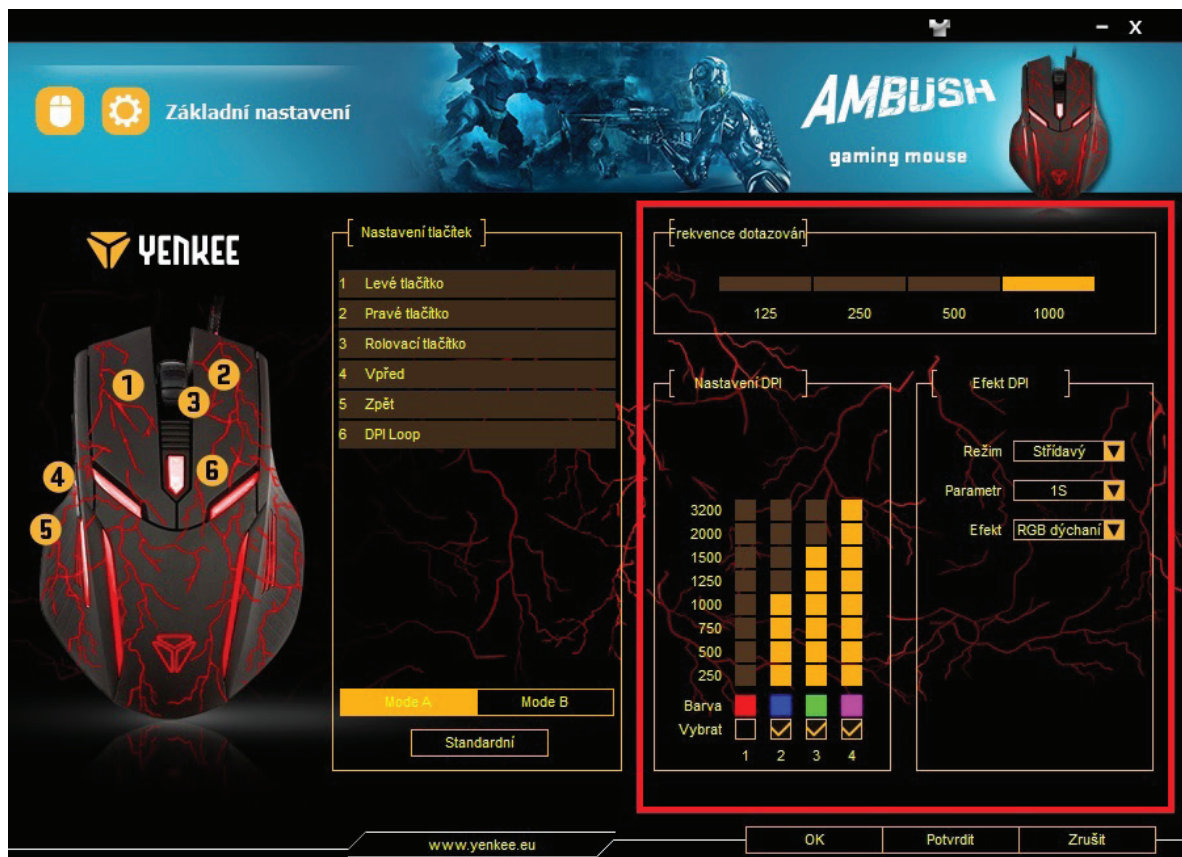 X
Základní nastavení
AMBUSH
gaming mouse
YENKEE
Nastavení tlačítek
1 Levé tlačítko
2 Pravé tlačítko
3 Rolovací tlačítko
4 Vpřed
5 Zpět
6 DPI Loop
Mode A
Mode B
Standardní
1
2
3
4
5
6
Frekvence dotazován
125 250 500 1000
Nastavení DPI
3200
2000
1500
1250
1000
750
500
250
Barva
Vybrat
1 2 3 4
Efekt DPI
Režim Střídavý
Parametr 1S
Efekt RGB dýchaní
www.yenkee.eu
OK
Potvrdit
Zrušit